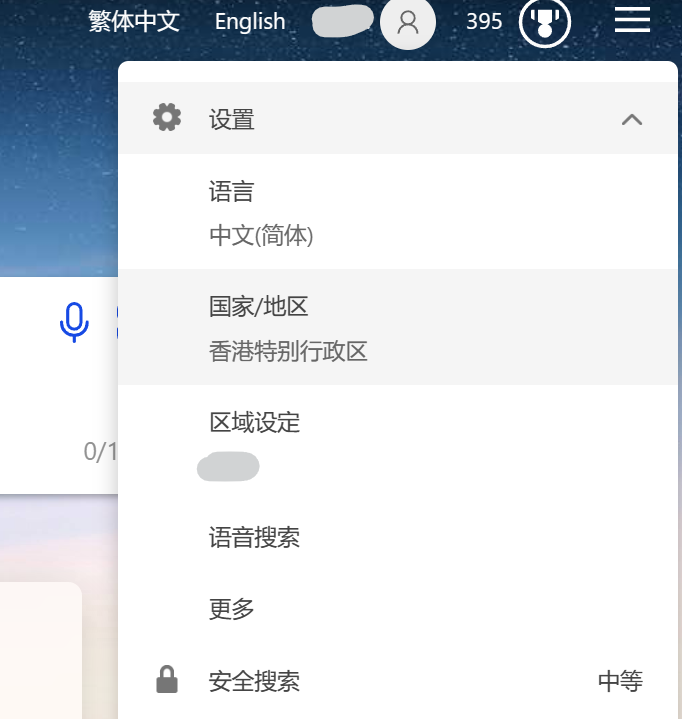 繁体中文 English 395
设置
语言
中文(简体)
国家/地区
香港特别行政区
0/1
区域设定
语音搜索
更多
安全搜索 中等